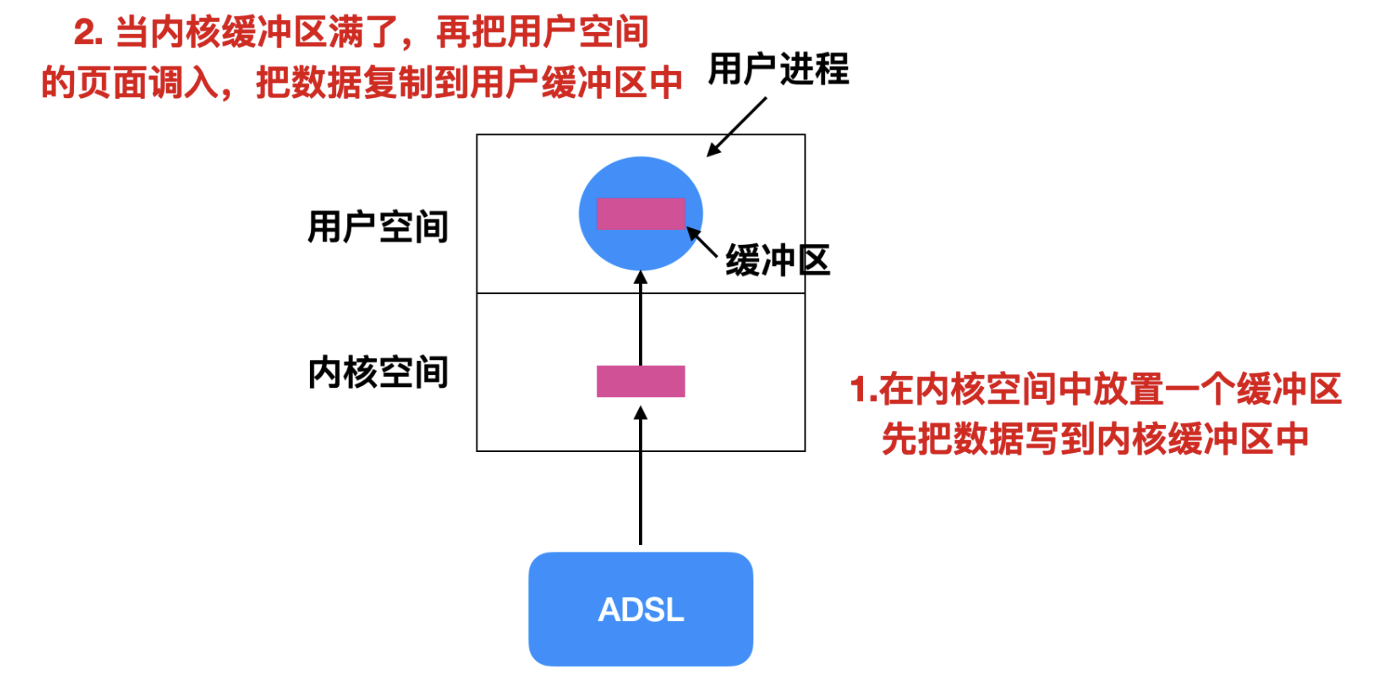 2. 当内核缓冲区满了，再把用户空间
的页面调入，把数据复制到用户缓冲区中
用户进程
用户空间
缓冲区
内核空间
1.在内核空间中放置一个缓冲区
先把数据写到内核缓冲区中
ADSL